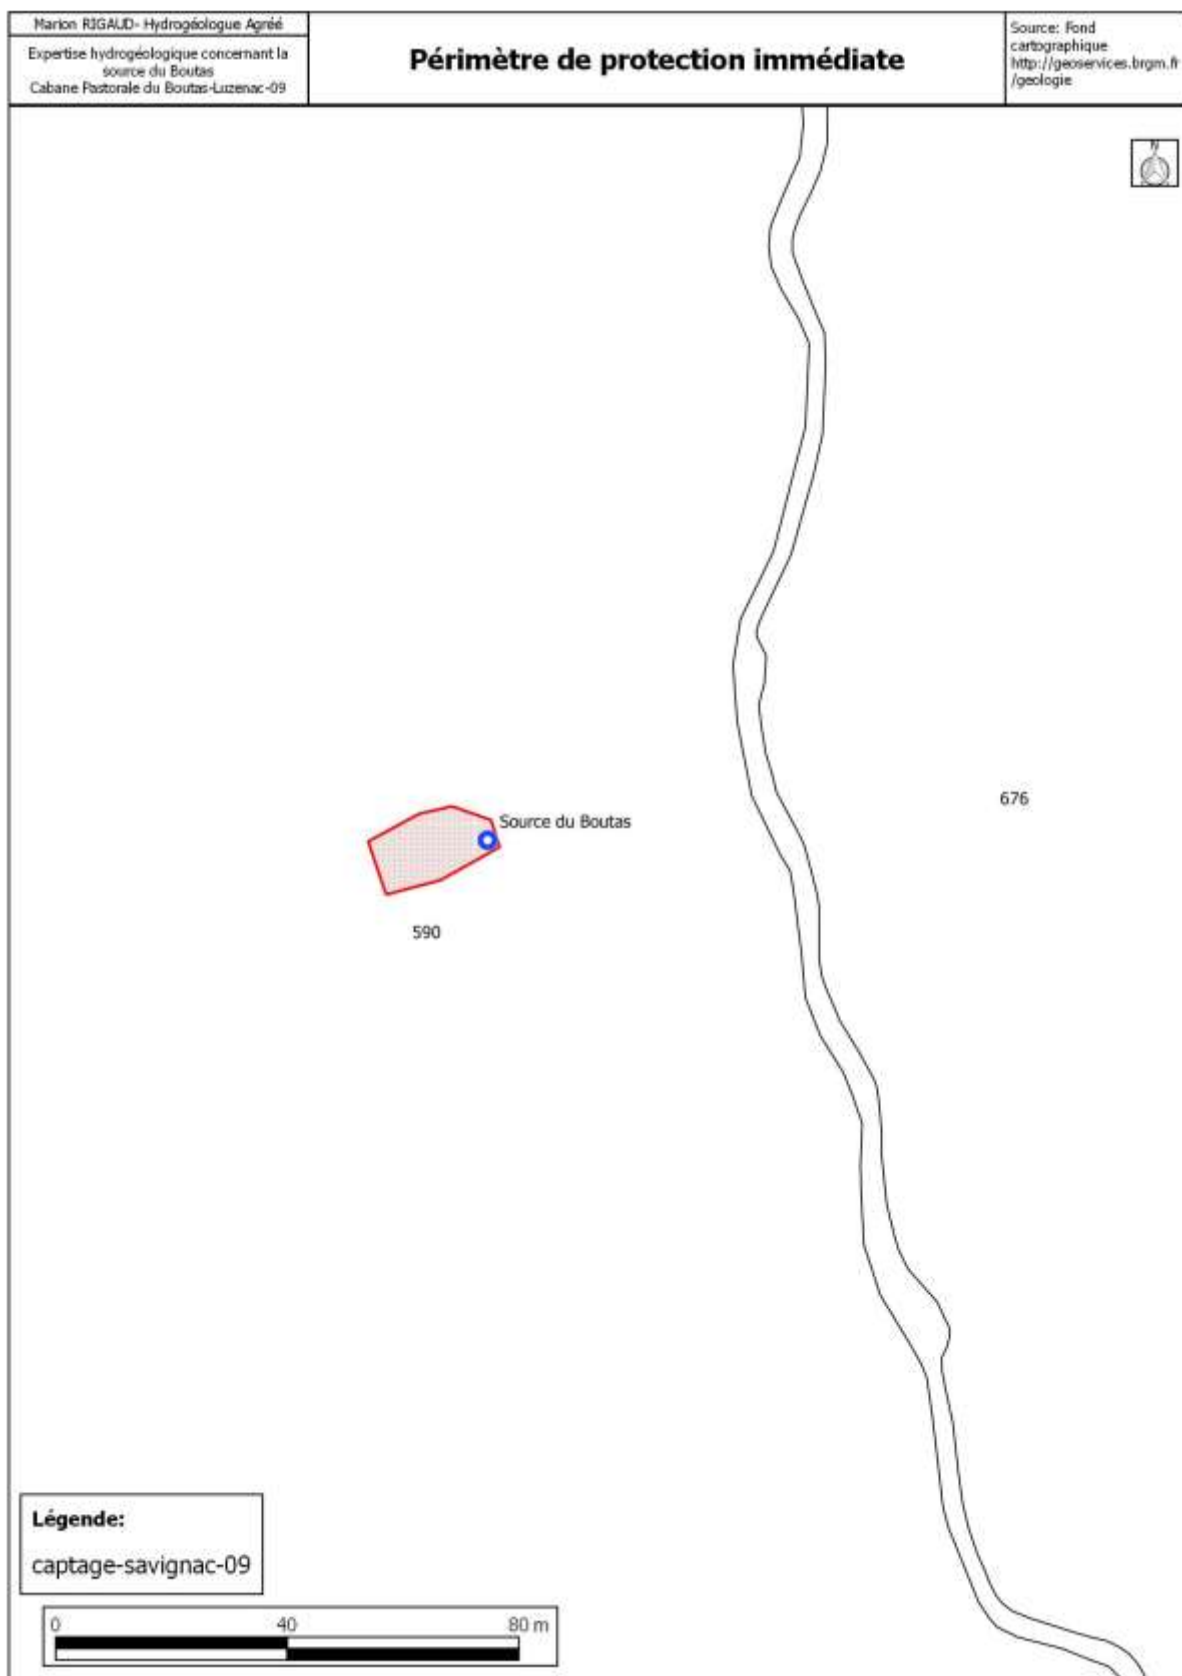 Marion RIGAUD- Hydrogéologue Agréé
Expertise hydrogéologique concernant la
source du Boutas
Cabane Pastorale du Boutas-Luzenac-09
Périmètre de protection immédiate
Source: Fond
cartographique
http://geoservices.brgm.fr
/geologie
N
676
Source du Boutas
590
Légende:
captage-savignac-09
0 40 80 m